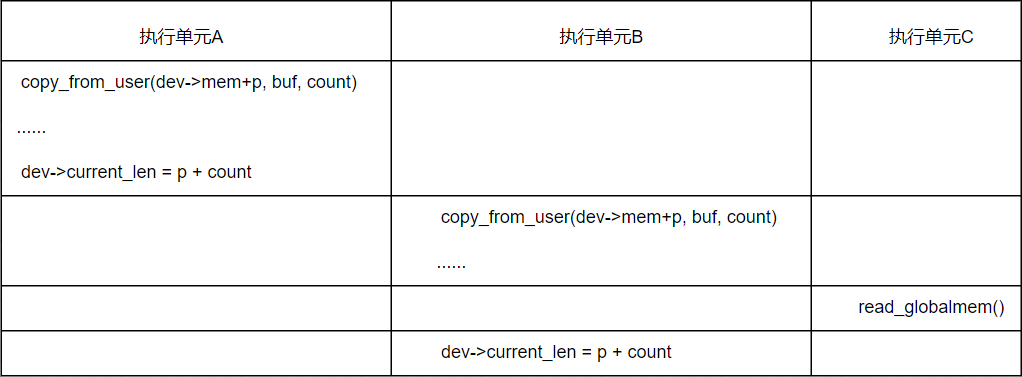 执行单元A 执行单元B 执行单元C
copy_from_user(dev->mem+p, buf, count)
......
dev->current_len = p + count
copy_from_user(dev->mem+p, buf, count)
......
read_globalmem()
dev->current_len = p + count